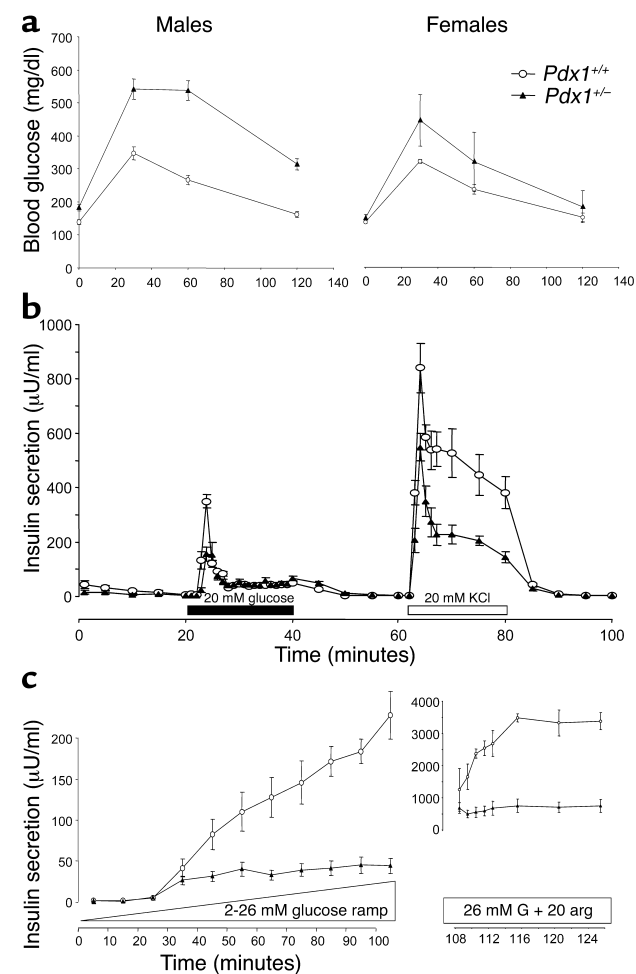 a
Males
Females
Blood glucose (mg/dl)
700
600
500
400
300
200
100
0
Pdx1+/+
Pdx1+/–
0 20 40 60 80 100 120 140
0 20 40 60 80 100 120 140
b
Insulin secretion (µU/ml)
1000
800
600
400
200
0
20 mM glucose
20 mM KCl
0 20 40 60 80 100
Time (minutes)
c
Insulin secretion (µU/ml)
200
150
100
50
0
2-26 mM glucose ramp
0 10 20 30 40 50 60 70 80 90 100
Time (minutes)
4000
3000
2000
1000
0
26 mM G + 20 arg
108 112 116 120 124